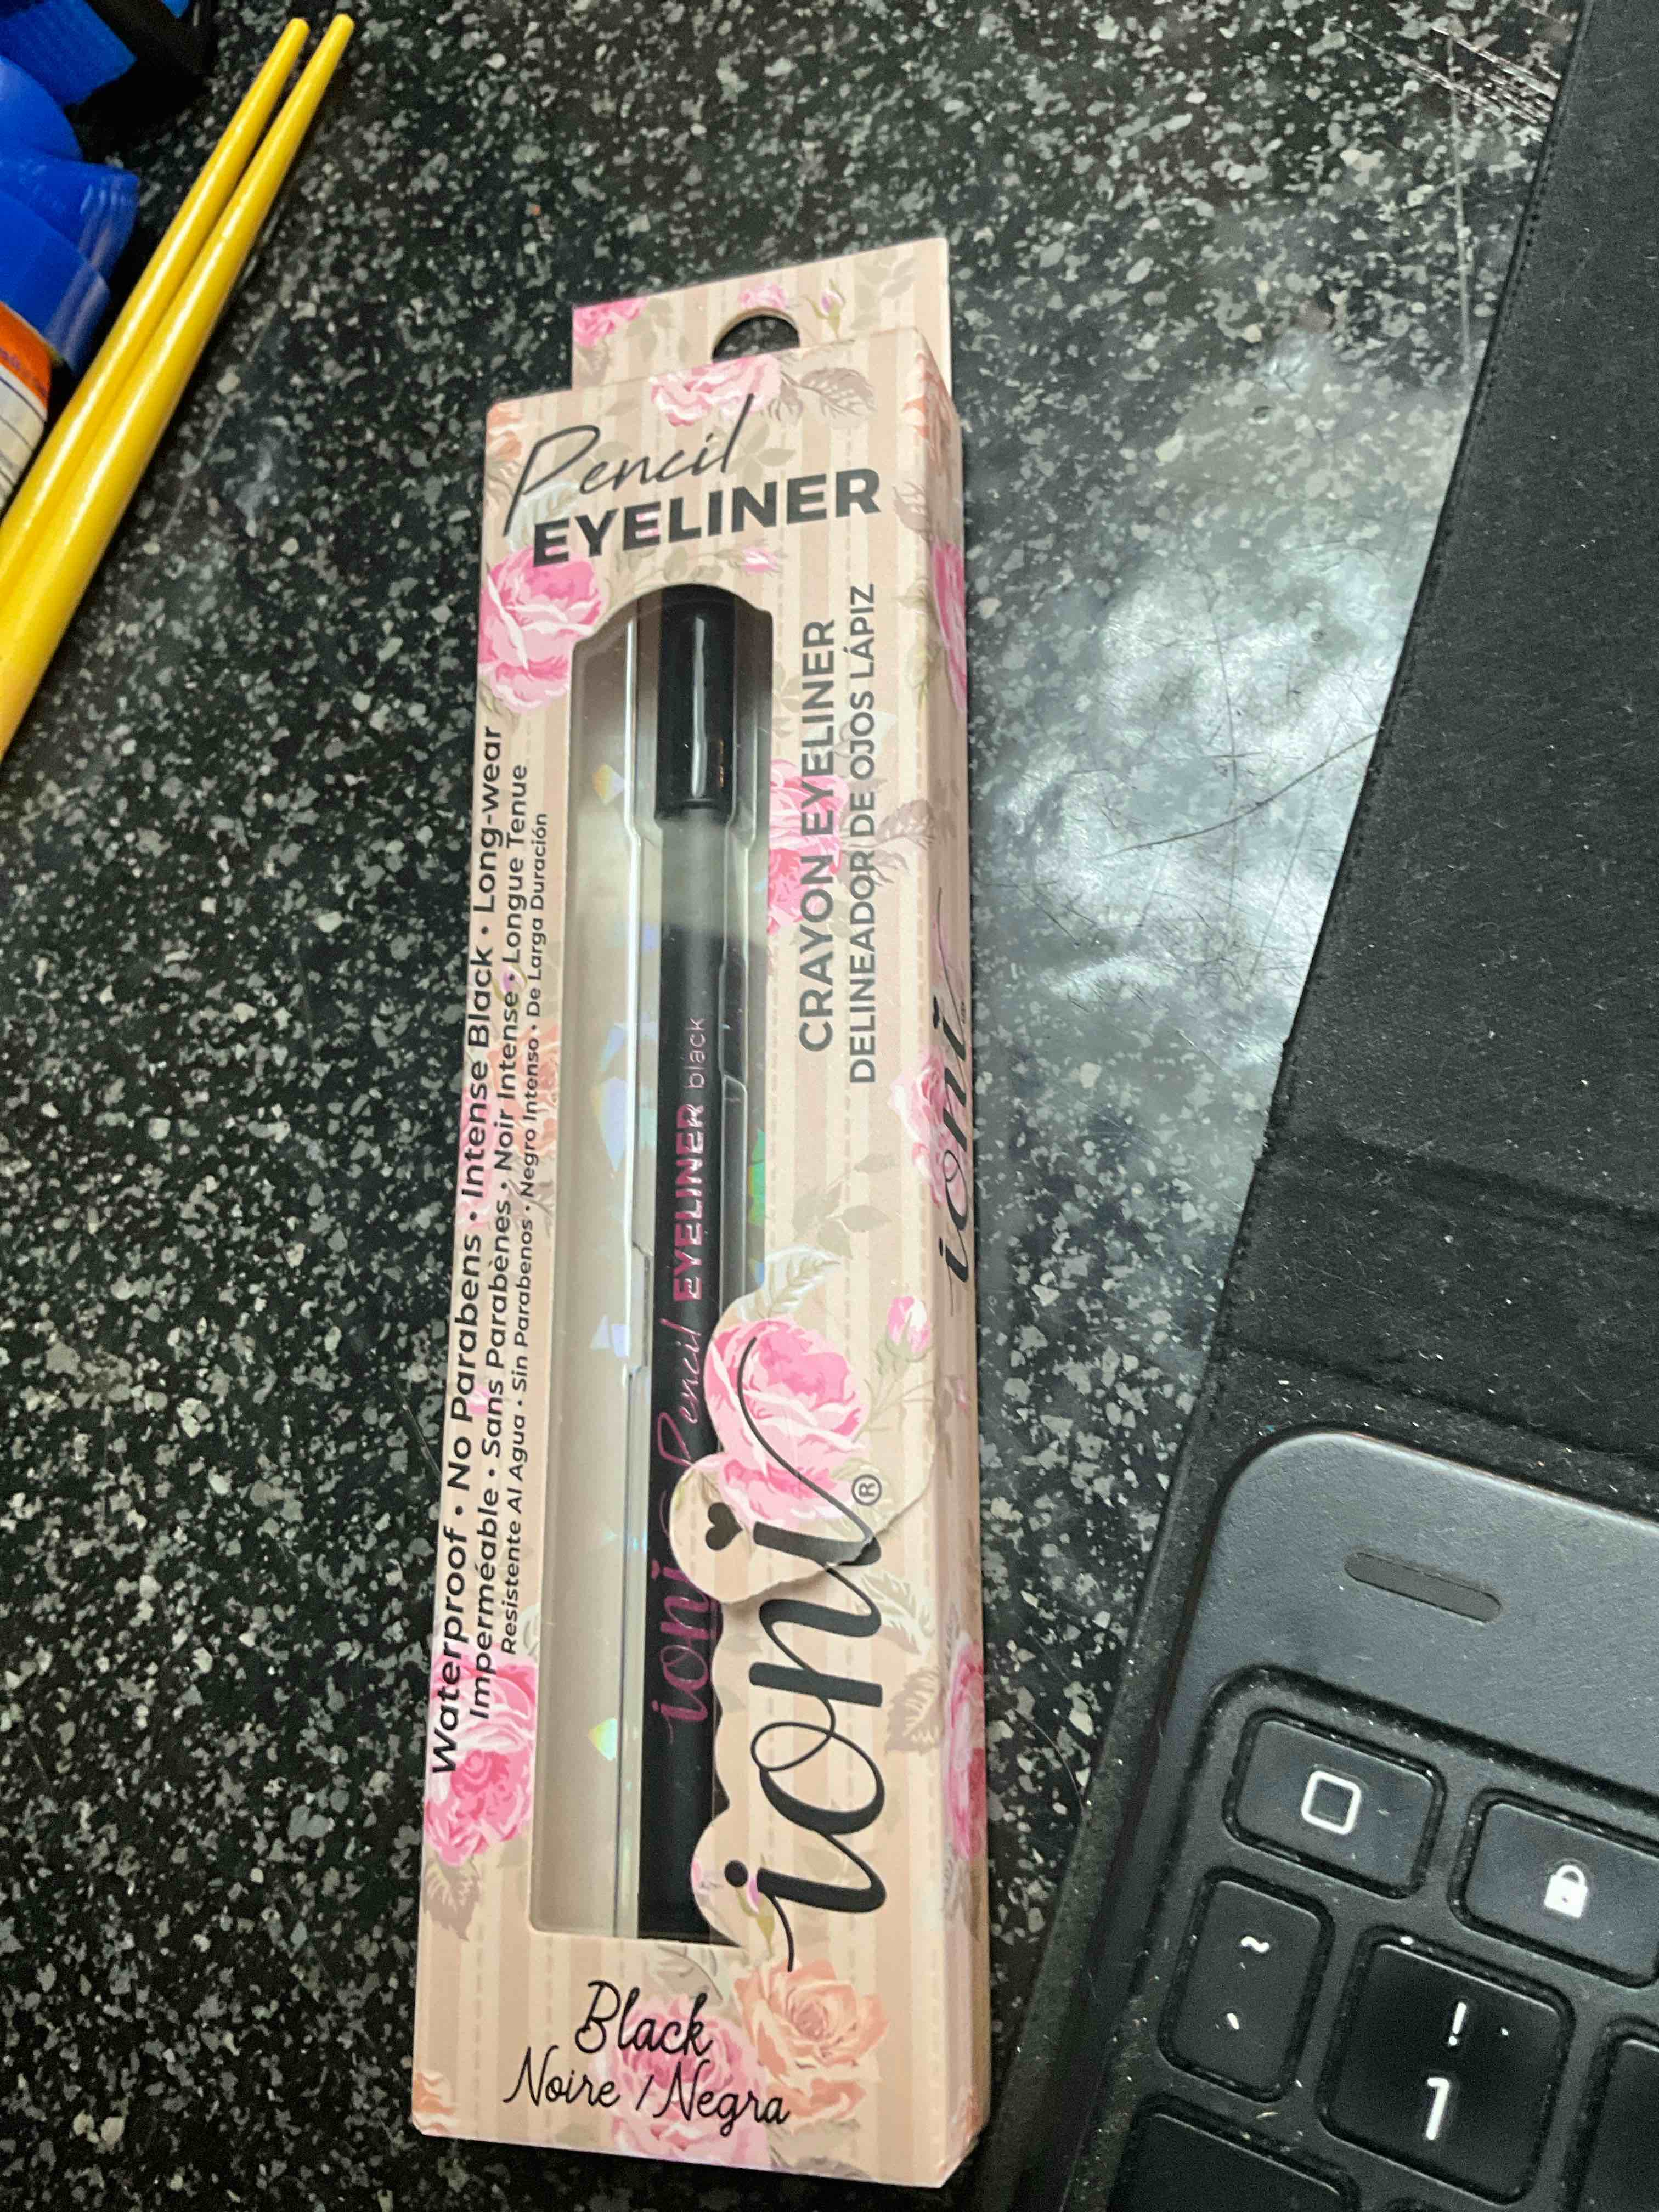 Pencil
EYELINER
Waterproof • No Parabens • Intense Black • Long-wear
Imperméable • Sans Parabènes • Noir Intense • Longue Tenue
Resistente Al Agua • Sin Parabenos • Negro Intenso • De Larga Duración
ioni Pencil EYELINER black
CRAYON EYELINER
DELINEADOR DE OJOS LÁPIZ
ioni®
ioni
Black
Noire / Negra
~
!
1